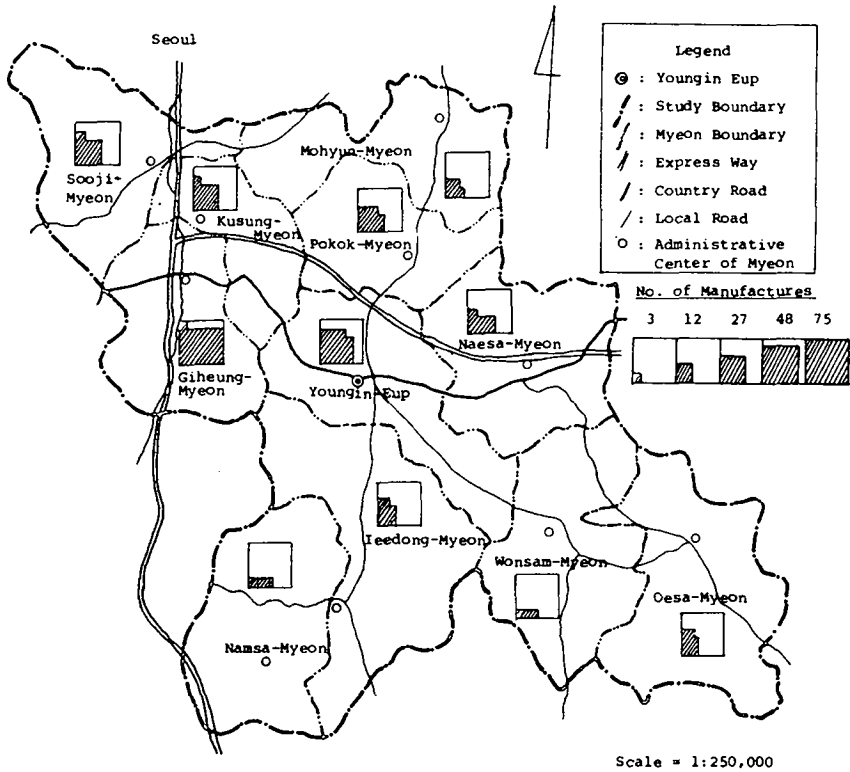 Seoul
Sooji-
Myeon
Kusung-
Myeon
Mohyun-Myeon
Pokok-Myeon
Naesa-Myeon
Giheung-
Myeon
Youngin-Eup
Ieedong-Myeon
Wonsam-Myeon
Oesa-Myeon
Namsa-Myeon
Legend
: Youngin Eup
: Study Boundary
: Myeon Boundary
: Express Way
: Country Road
: Local Road
: Administrative
Center of Myeon
No. of Manufactures
3 12 27 48 75
Scale = 1:250,000